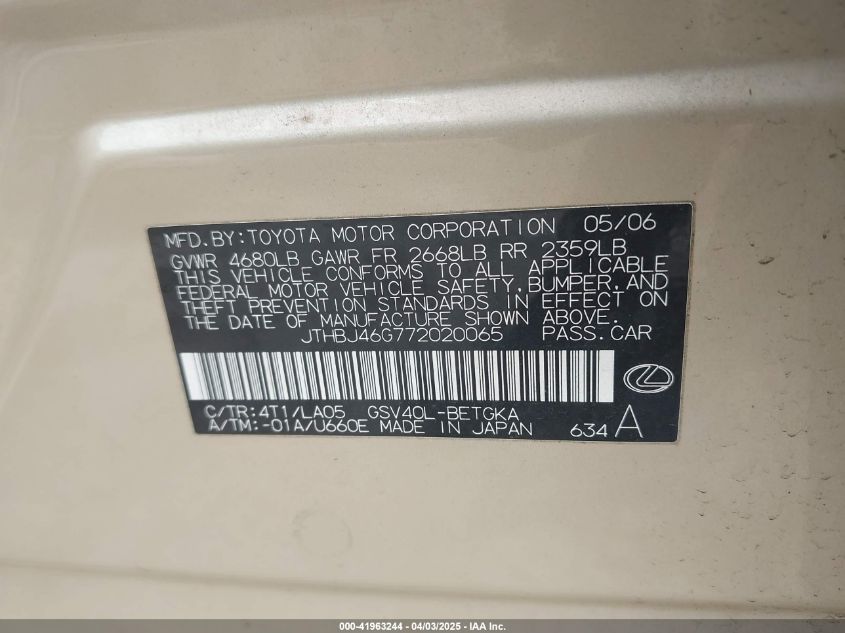 MFD.BY:TOYOTA MOTOR CORPORATION 05/06
GVWR 4680LB GAWR FR 2668LB RR 2359LB
THIS VEHICLE CONFORMS TO ALL APPLICABLE
FEDERAL MOTOR VEHICLE SAFETY,BUMPER,AND
THEFT PREVENTION STANDARDS IN EFFECT ON
THE DATE OF MANUFACTURE SHOWN ABOVE.
JTHBJ46G772020065 PASS.CAR
C/TR:4T1/LA05 GSV40L-BETGKA
A/TM:-01A/U660E MADE IN JAPAN 634 A
000-41963244 | 04/03/2025 - IAA Inc.